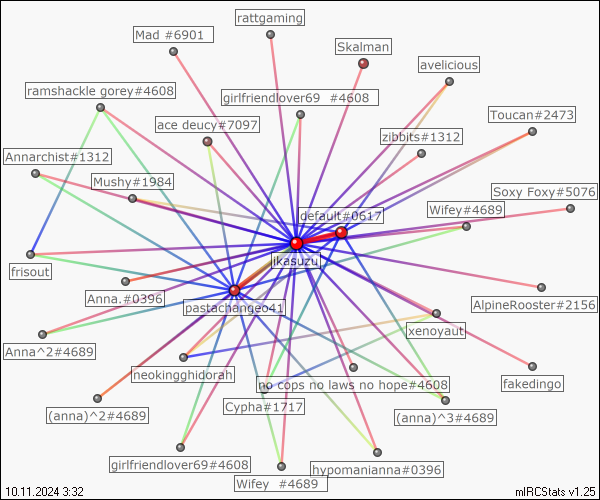 rattgaming
Mad #6901
Skalman
avelicious
ramshackle gorey#4608
girlfriendlover69 #4608
Toucan#2473
ace deucy#7097
zibbits#1312
Annarchist#1312
Mushy#1984
Soxy Foxy#5076
default#0617
Wifey#4689
ikasuzu
frisout
Anna.#0396
pastachange041
AlpineRooster#2156
xenoyaut
Anna^2#4689
neokingghidorah
no cops no laws no hope#4608
fakedingo
(anna)^2#4689
Cypha#1717
(anna)^3#4689
girlfriendlover69#4608
hypomanianna#0396
Wifey #4689
10.11.2024 3:32
mIRCStats v1.25